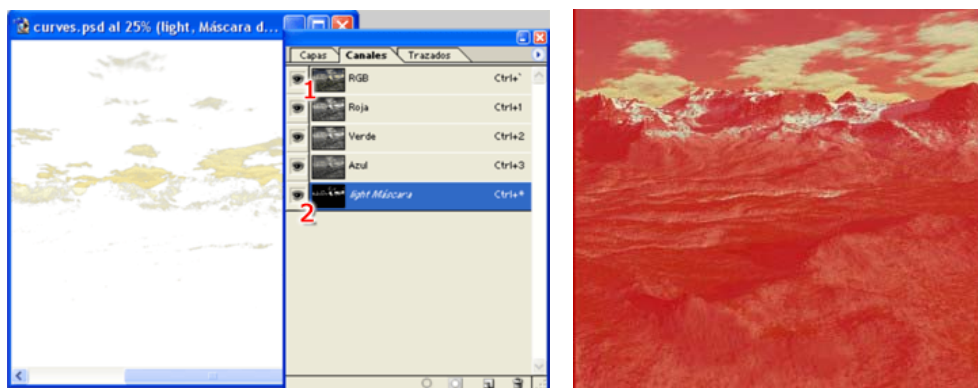 curves.psd al 25% (light, Máscara d...
Capas Canales Trazados
RGB Ctrl+`
1
Roja Ctrl+1
Verde Ctrl+2
Azul Ctrl+3
light Máscara Ctrl+*
2